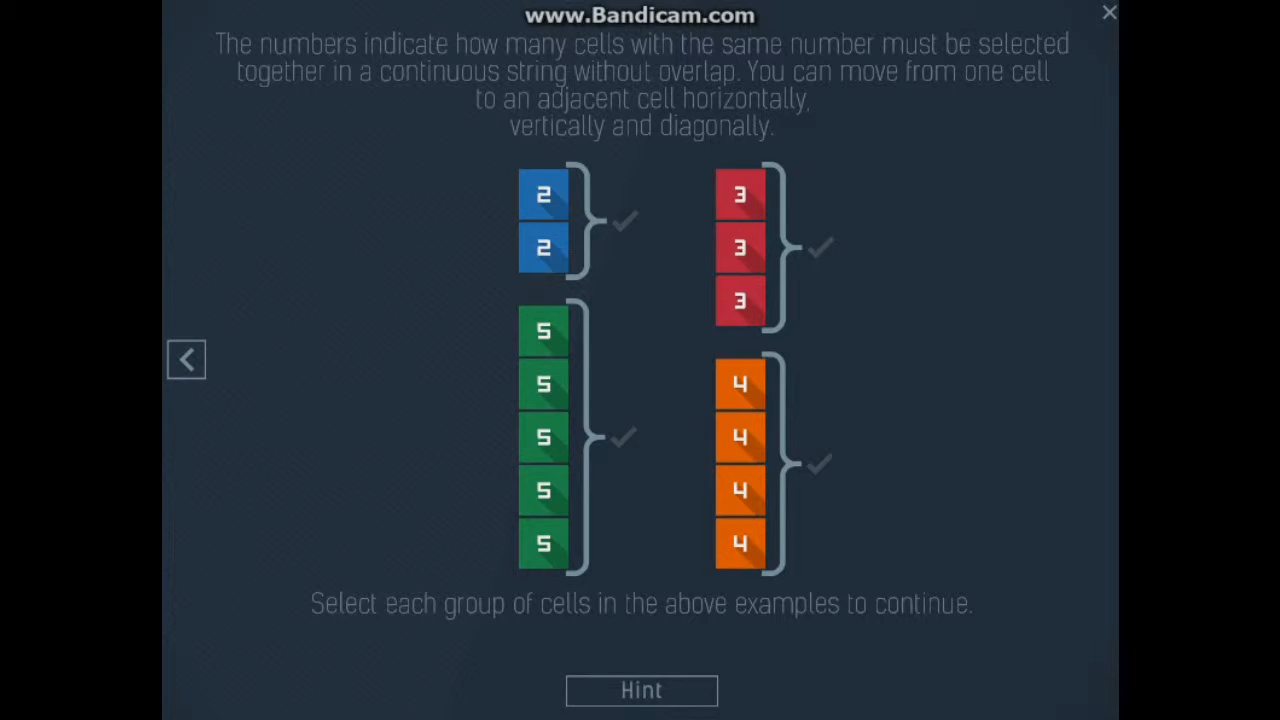 www.Bandicam.com
The numbers indicate how many cells with the same number must be selected
together in a continuous string without overlap. You can move from one cell
to an adjacent cell horizontally,
vertically and diagonally.
2
2
5
5
5
5
5
3
3
3
4
4
4
4
Select each group of cells in the above examples to continue.
Hint